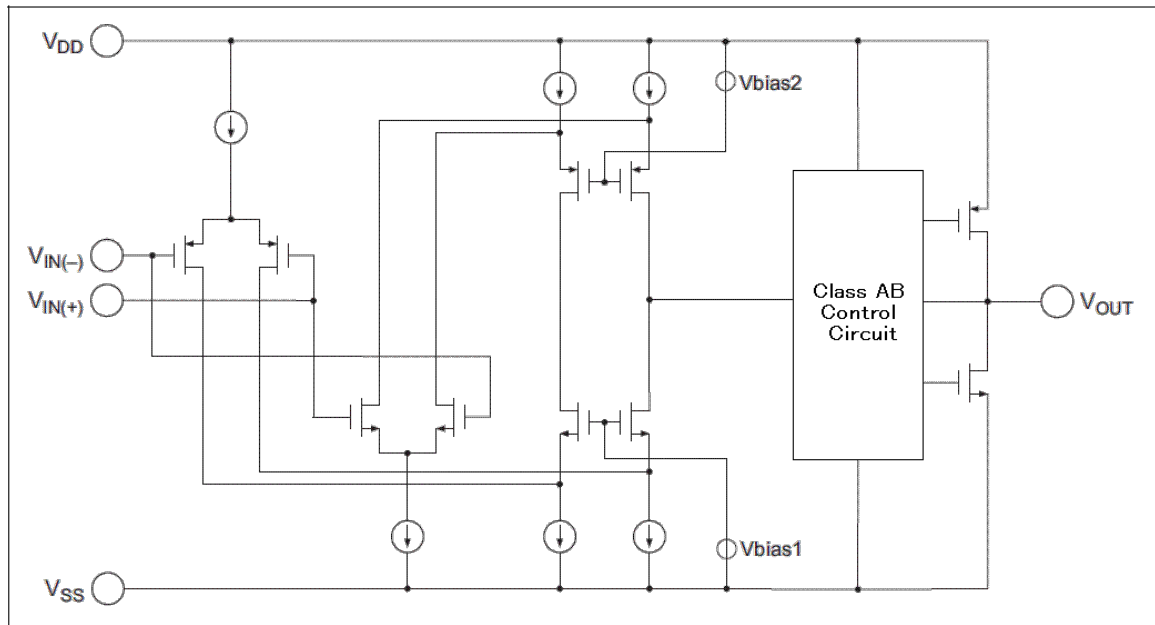 VDD
Vbias2
VIN(–)
VIN(+)
Class AB
Control
Circuit
VOUT
Vbias1
VSS